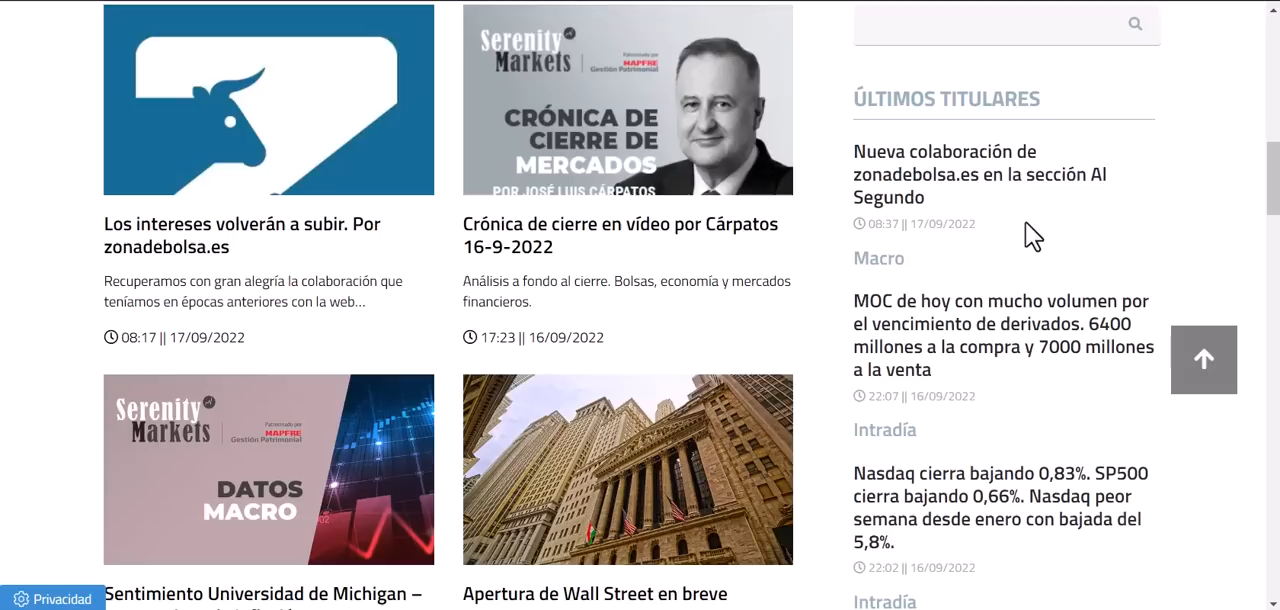 Serenity
Markets
Patrocinado por
MAPFRE
Gestión Patrimonial
CRÓNICA DE
CIERRE DE
MERCADOS
POR JOSÉ LUIS CÁRPATOS
Los intereses volverán a subir. Por
zonadebolsa.es
Recuperamos con gran alegría la colaboración que
teníamos en épocas anteriores con la web...
08:17 || 17/09/2022
Crónica de cierre en vídeo por Cárpatos
16-9-2022
Análisis a fondo al cierre. Bolsas, economía y mercados
financieros.
17:23 || 16/09/2022
Serenity
Markets
Patrocinado por
MAPFRE
Gestión Patrimonial
DATOS
MACRO
Sentimiento Universidad de Michigan –
Apertura de Wall Street en breve
ÚLTIMOS TITULARES
Nueva colaboración de
zonadebolsa.es en la sección Al
Segundo
08:37 || 17/09/2022
Macro
MOC de hoy con mucho volumen por
el vencimiento de derivados. 6400
millones a la compra y 7000 millones
a la venta
22:07 || 16/09/2022
Intradía
Nasdaq cierra bajando 0,83%. SP500
cierra bajando 0,66%. Nasdaq peor
semana desde enero con bajada del
5,8%.
22:02 || 16/09/2022
Intradía
Privacidad